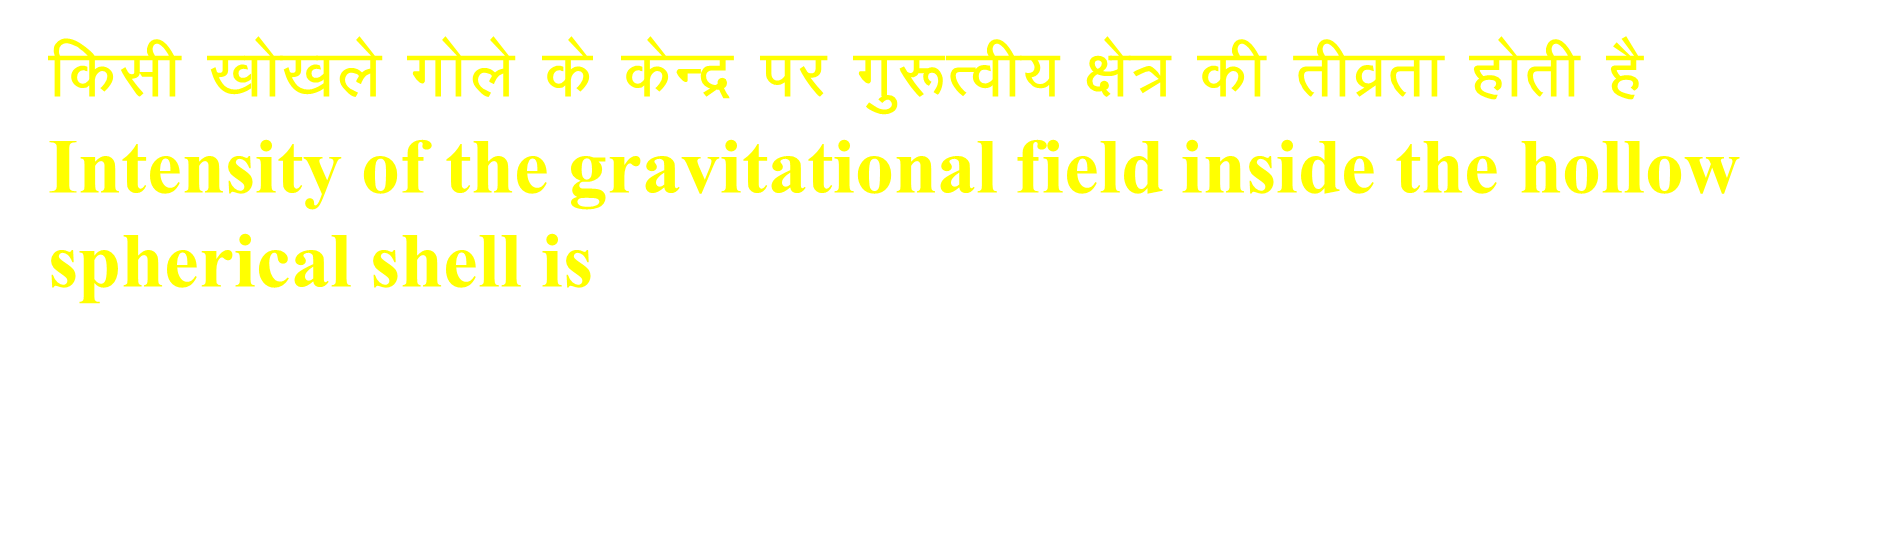 किसी खोखले गोले के केन्द्र पर गुरूत्वीय क्षेत्र की तीव्रता होती है
Intensity of the gravitational field inside the hollow
spherical shell is